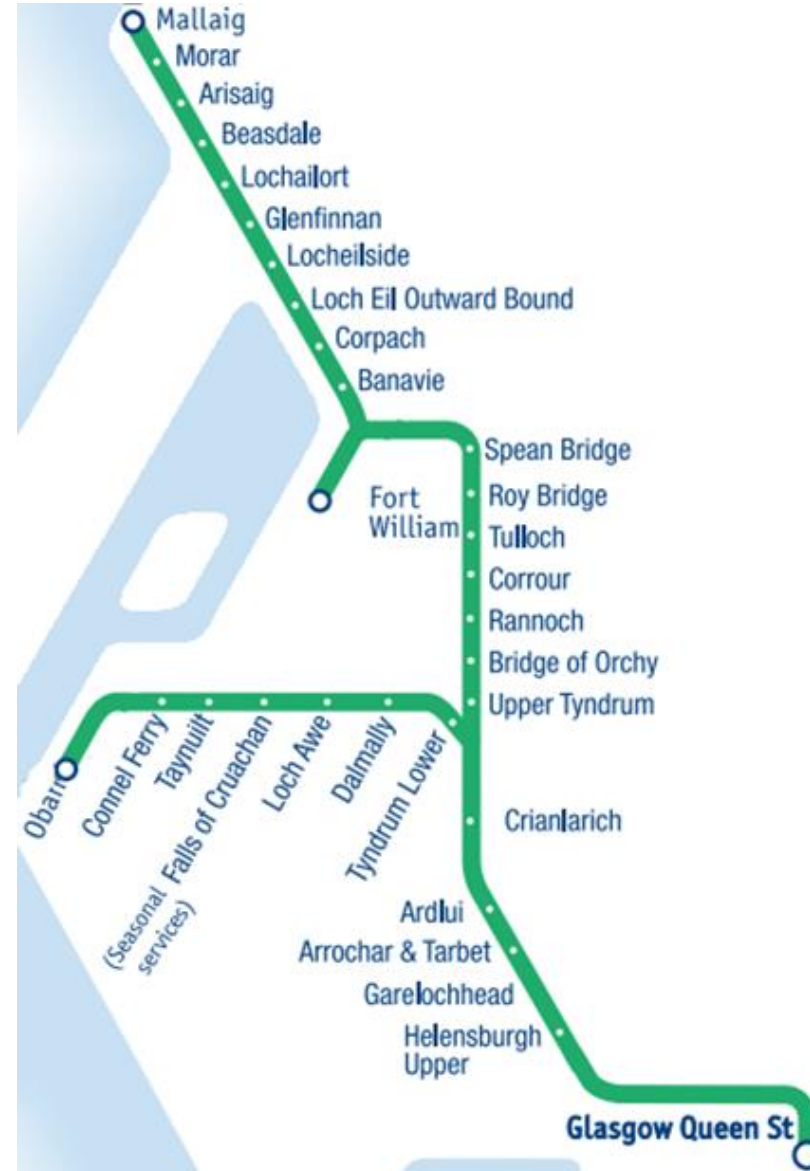 Mallaig
Morar
Arisaig
Beasdale
Lochailort
Glenfinnan
Locheilside
Loch Eil Outward Bound
Corpach
Banavie
Spean Bridge
Fort
William
Roy Bridge
Tulloch
Corrour
Rannoch
Bridge of Orchy
Upper Tyndrum
Oban
Connel Ferry
Taynuilt
Falls of Cruachan
(Seasonal
services)
Loch Awe
Dalmally
Tyndrum Lower
Crianlarich
Ardlui
Arrochar & Tarbet
Garelochhead
Helensburgh
Upper
Glasgow Queen St